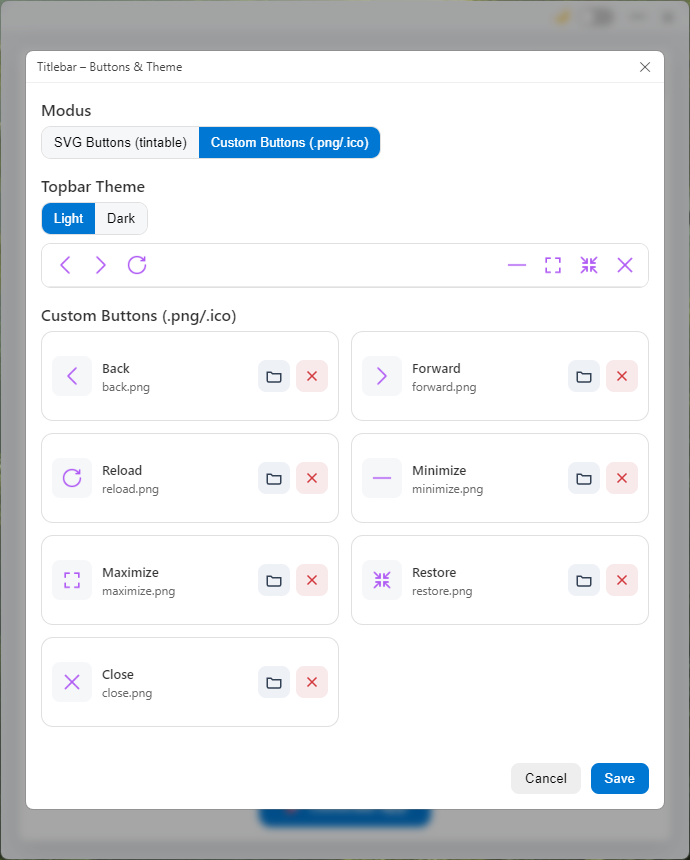 Titlebar – Buttons & Theme
Modus
SVG Buttons (tintable) Custom Buttons (.png/.ico)
Topbar Theme
Light Dark
Custom Buttons (.png/.ico)
Back
back.png
Forward
forward.png
Reload
reload.png
Minimize
minimize.png
Maximize
maximize.png
Restore
restore.png
Close
close.png
Cancel Save